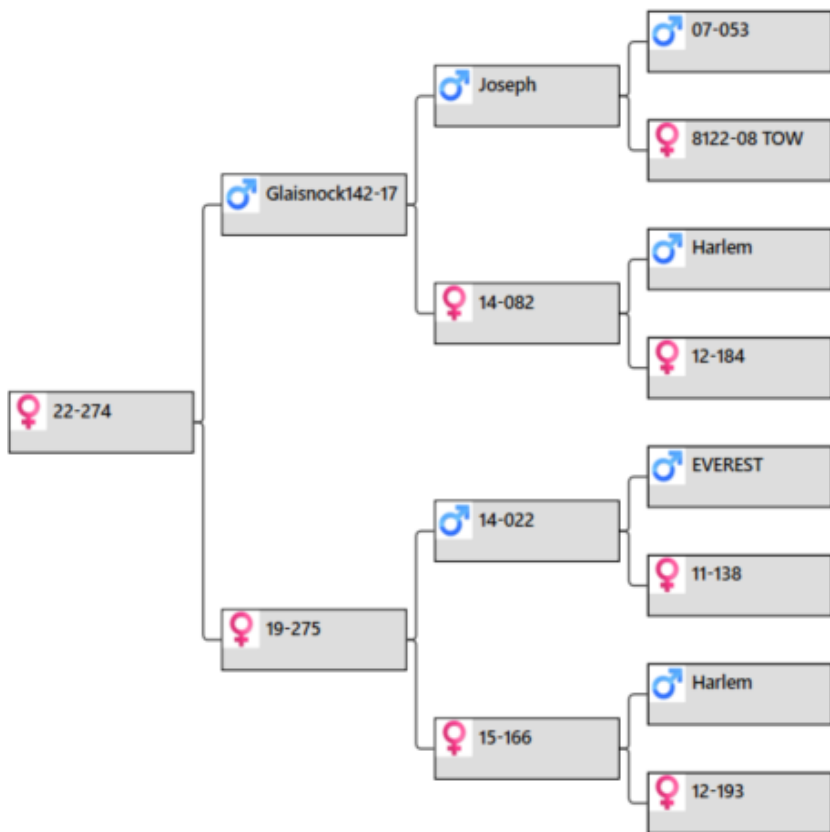 07-053
Joseph
8122-08 TOW
Glaisnock142-17
Harlem
14-082
12-184
22-274
EVEREST
14-022
11-138
19-275
Harlem
15-166
12-193